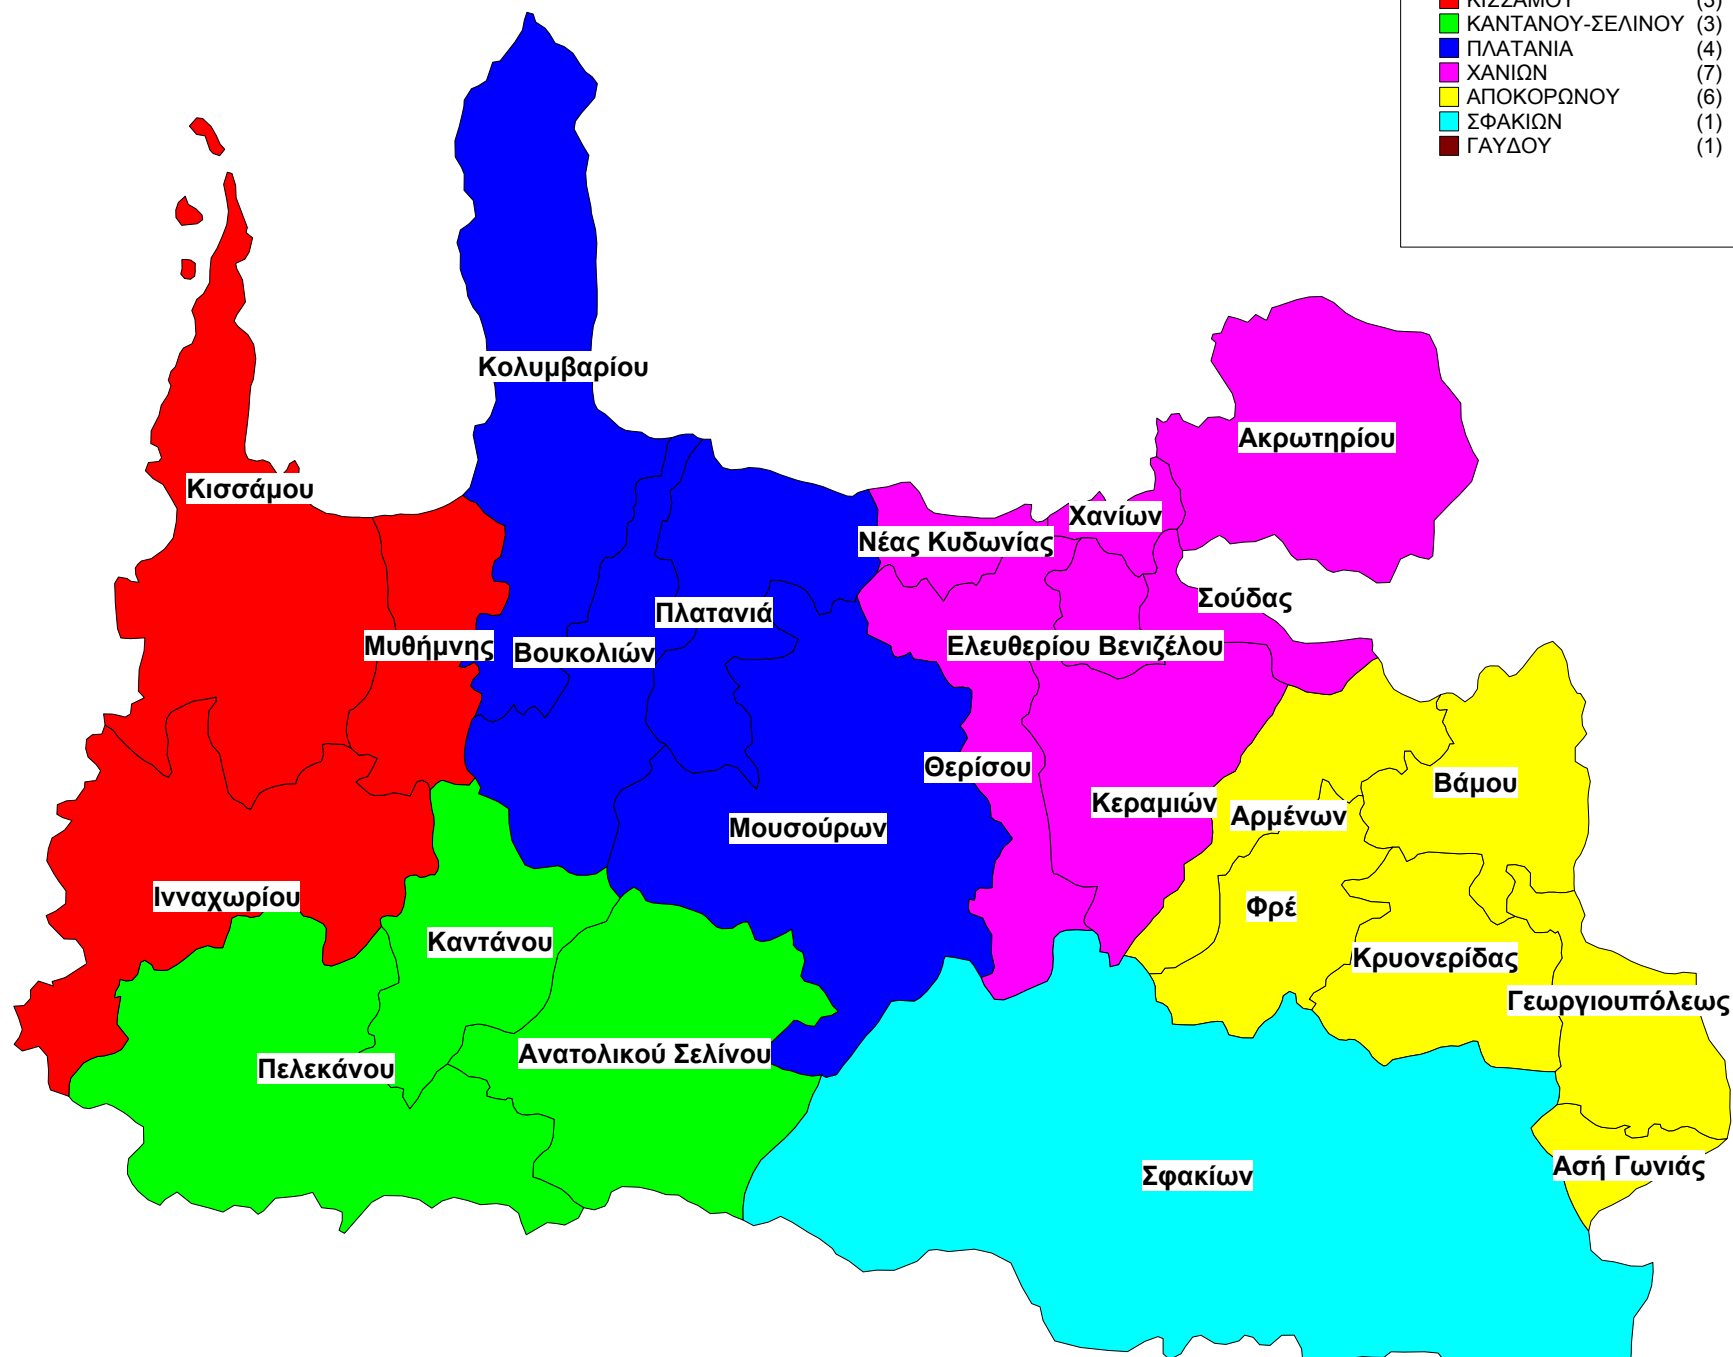 ΚΙΣΣΑΜΟΥ (3)
ΚΑΝΤΑΝΟΥ-ΣΕΛΙΝΟΥ (3)
ΠΛΑΤΑΝΙΑ (4)
ΧΑΝΙΩΝ (7)
ΑΠΟΚΟΡΩΝΟΥ (6)
ΣΦΑΚΙΩΝ (1)
ΓΑΥΔΟΥ (1)
Κολυμβαρίου
Ακρωτηρίου
Κισσάμου
Χανίων
Νέας Κυδωνίας
Σούδας
Πλατανιά
Μυθήμνης
Βουκολιών
Ελευθερίου Βενιζέλου
Θερίσου
Βάμου
Κεραμιών
Αρμένων
Μουσούρων
Ινναχωρίου
Φρέ
Καντάνου
Κρυονερίδας
Γεωργιουπόλεως
Ανατολικού Σελίνου
Πελεκάνου
Ασή Γωνιάς
Σφακίων